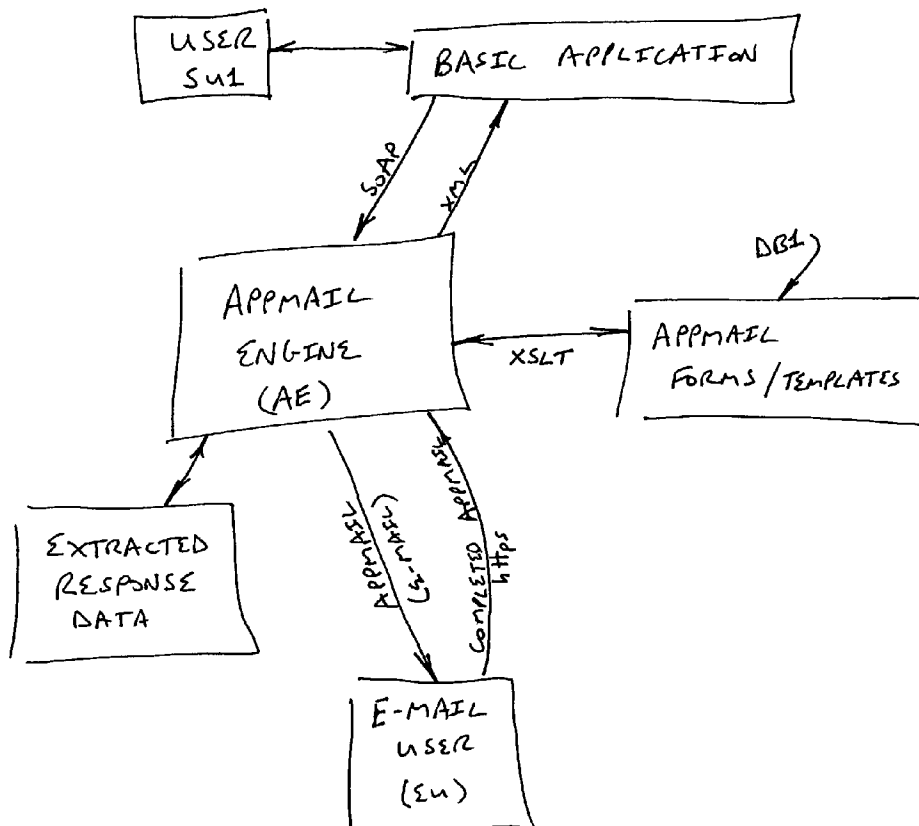 USER
SU1
BASIC APPLICATION
SOAP
XML
DB1
APPMAIL
ENGINE
(AE)
XSLT
APPMAIL
FORMS/TEMPLATES
EXTRACTED
RESPONSE
DATA
APPMAIL
(E-MAIL)
COMPLETED APPMAIL
https
E-MAIL
USER
(EU)